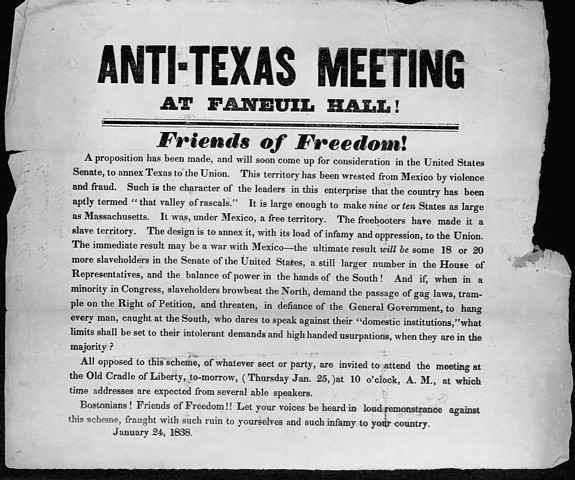 ANTI-TEXAS MEETING
AT FANEUIL HALL!
Friends of Freedom!
A proposition has been made, and will soon come up for consideration in the United States
Senate, to annex Texas to the Union. This territory has been wrested from Mexico by violence
and fraud. Such is the character of the leaders in this enterprise that the country has been
aptly termed "that valley of rascals." It is large enough to make nine or ten States as large
as Massachusetts. It was, under Mexico, a free territory. The freebooters have made it a
slave territory. The design is to annex it, with its load of infamy and oppression, to the Union.
The immediate result may be a war with Mexico—the ultimate result will be some 18 or 20
more slaveholders in the Senate of the United States, a still larger number in the House of
Representatives, and the balance of power in the hands of the South! And if, when in a
minority in Congress, slaveholders browbeat the North, demand the passage of gag laws, tram-
ple on the Right of Petition, and threaten, in defiance of the General Government, to hang
every man, caught at the South, who dares to speak against their "domestic institutions,"what
limits shall be set to their intolerant demands and high handed usurpations, when they are in the
majority?
All opposed to this scheme, of whatever sect or party, are invited to attend the meeting at
the Old Cradle of Liberty, to-morrow, (Thursday Jan. 25,)at 10 o'clock, A. M., at which
time addresses are expected from several able speakers.
Bostonians! Friends of Freedom!! Let your voices be heard in loud remonstrance against
this scheme, fraught with such ruin to yourselves and such infamy to your country.
January 24, 1838.